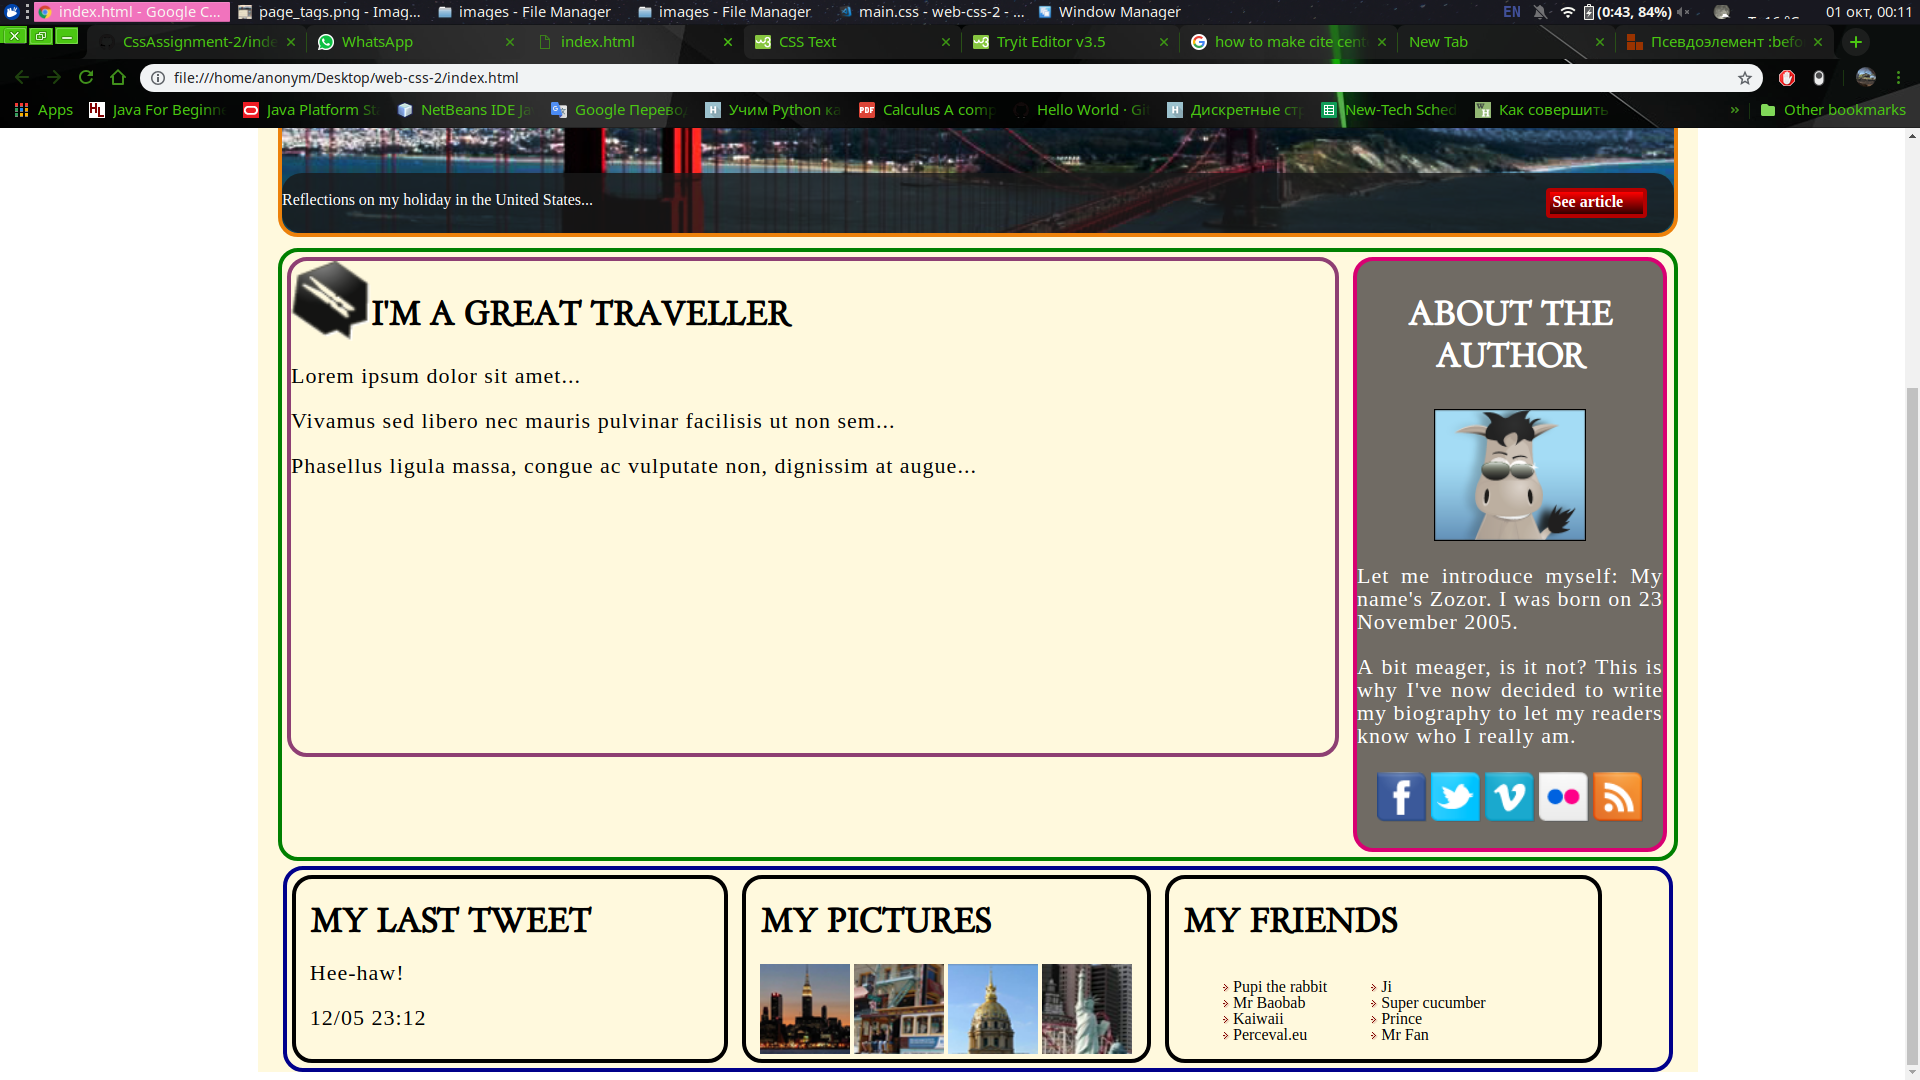 index.html - Google C...
page_tags.png - Imag...
images - File Manager
images - File Manager
main.css - web-css-2 - ...
Window Manager
EN
(0:43, 84%)
01 окт, 00:11
CssAssignment-2/inde
WhatsApp
index.html
CSS Text
Tryit Editor v3.5
how to make cite cent
New Tab
Псевдоэлемент :befo
file:///home/anonym/Desktop/web-css-2/index.html
Apps
Java For Beginne
Java Platform St
NetBeans IDE Ja
Google Перево
Учим Python ка
Calculus A comp
Hello World · Gi
Дискретные стр
New-Tech Sched
Как совершить
»
Other bookmarks
Reflections on my holiday in the United States...
See article
I'M A GREAT TRAVELLER
Lorem ipsum dolor sit amet...
Vivamus sed libero nec mauris pulvinar facilisis ut non sem...
Phasellus ligula massa, congue ac vulputate non, dignissim at augue...
ABOUT THE
AUTHOR
Let me introduce myself: My
name's Zozor. I was born on 23
November 2005.
A bit meager, is it not? This is
why I've now decided to write
my biography to let my readers
know who I really am.
MY LAST TWEET
Hee-haw!
12/05 23:12
MY PICTURES
MY FRIENDS
Pupi the rabbit
Mr Baobab
Kaiwaii
Perceval.eu
Ji
Super cucumber
Prince
Mr Fan